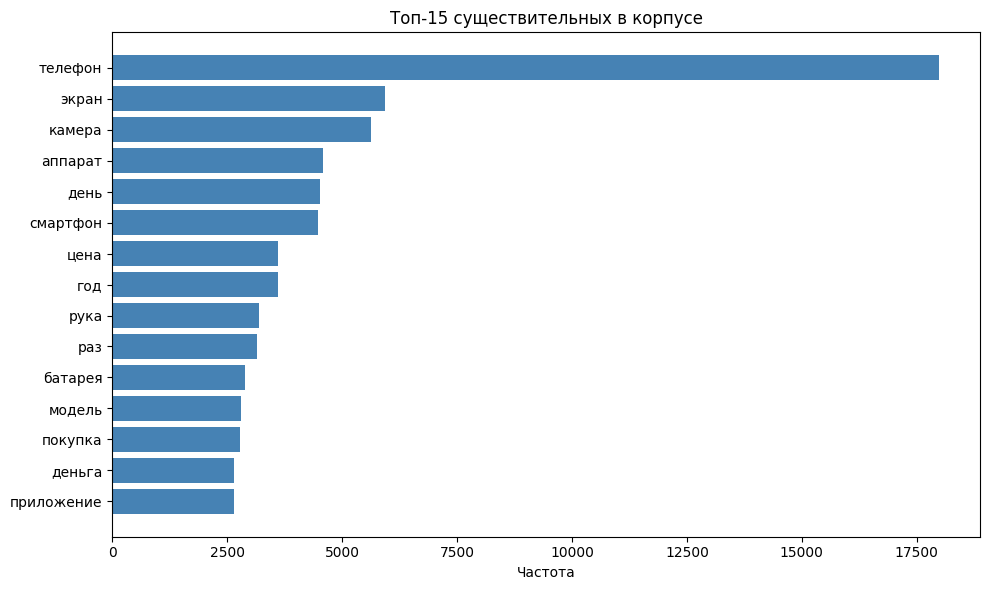 Топ-15 существительных в корпусе
телефон
экран
камера
аппарат
день
смартфон
цена
год
рука
раз
батарея
модель
покупка
деньга
приложение
0 2500 5000 7500 10000 12500 15000 17500
Частота